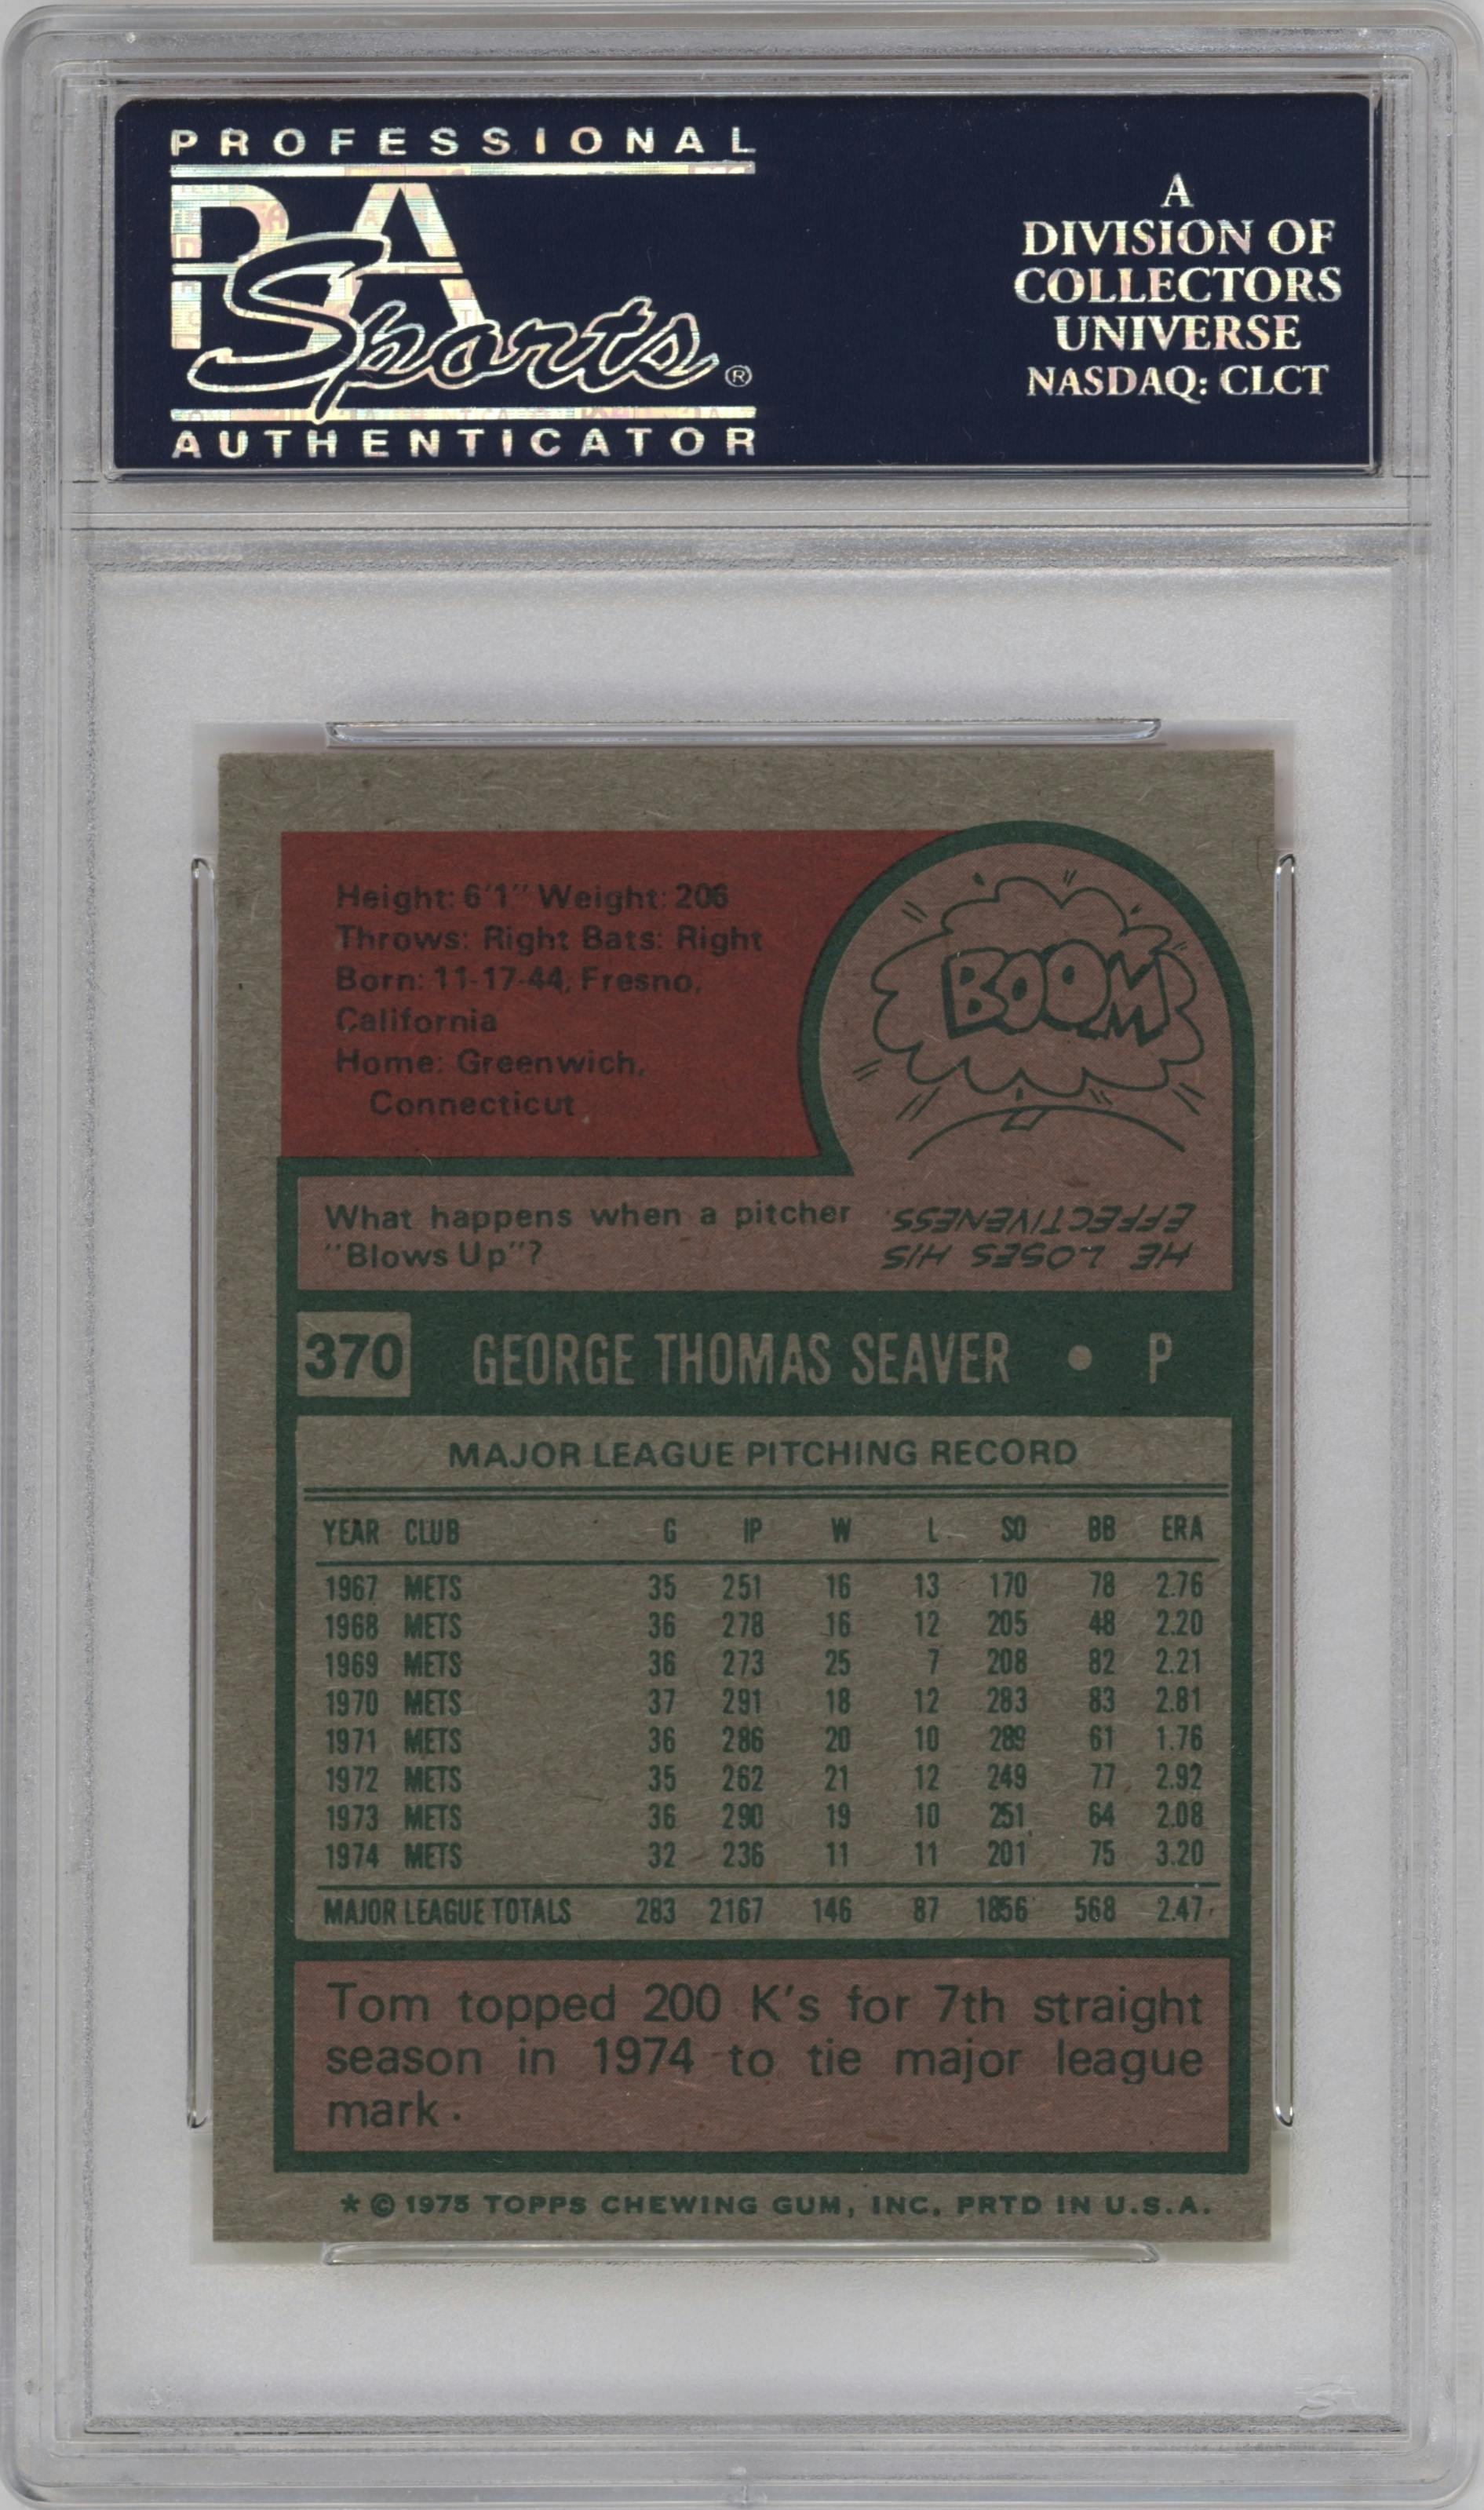 PROFESSIONAL
PSA
Sports®
AUTHENTICATOR
A
DIVISION OF
COLLECTORS
UNIVERSE
NASDAQ: CLCT
Height: 6'1" Weight: 206
Throws: Right Bats: Right
Born: 11-17-44, Fresno,
California
Home: Greenwich,
Connecticut
BOOM!
What happens when a pitcher
"Blows Up"?
HE LOSES HIS
EFFECTIVENESS.
370 GEORGE THOMAS SEAVER • P
MAJOR LEAGUE PITCHING RECORD
YEAR CLUB G IP W L SO BB ERA
1967 METS 35 251 16 13 170 78 2.76
1968 METS 36 278 16 12 205 48 2.20
1969 METS 36 273 25 7 208 82 2.21
1970 METS 37 291 18 12 283 83 2.81
1971 METS 36 286 20 10 289 61 1.76
1972 METS 35 262 21 12 249 77 2.92
1973 METS 36 290 19 10 251 64 2.08
1974 METS 32 236 11 11 201 75 3.20
MAJOR LEAGUE TOTALS 283 2167 146 87 1856 568 2.47
Tom topped 200 K's for 7th straight
season in 1974 to tie major league
mark.
* © 1975 TOPPS CHEWING GUM, INC. PRTD IN U.S.A.